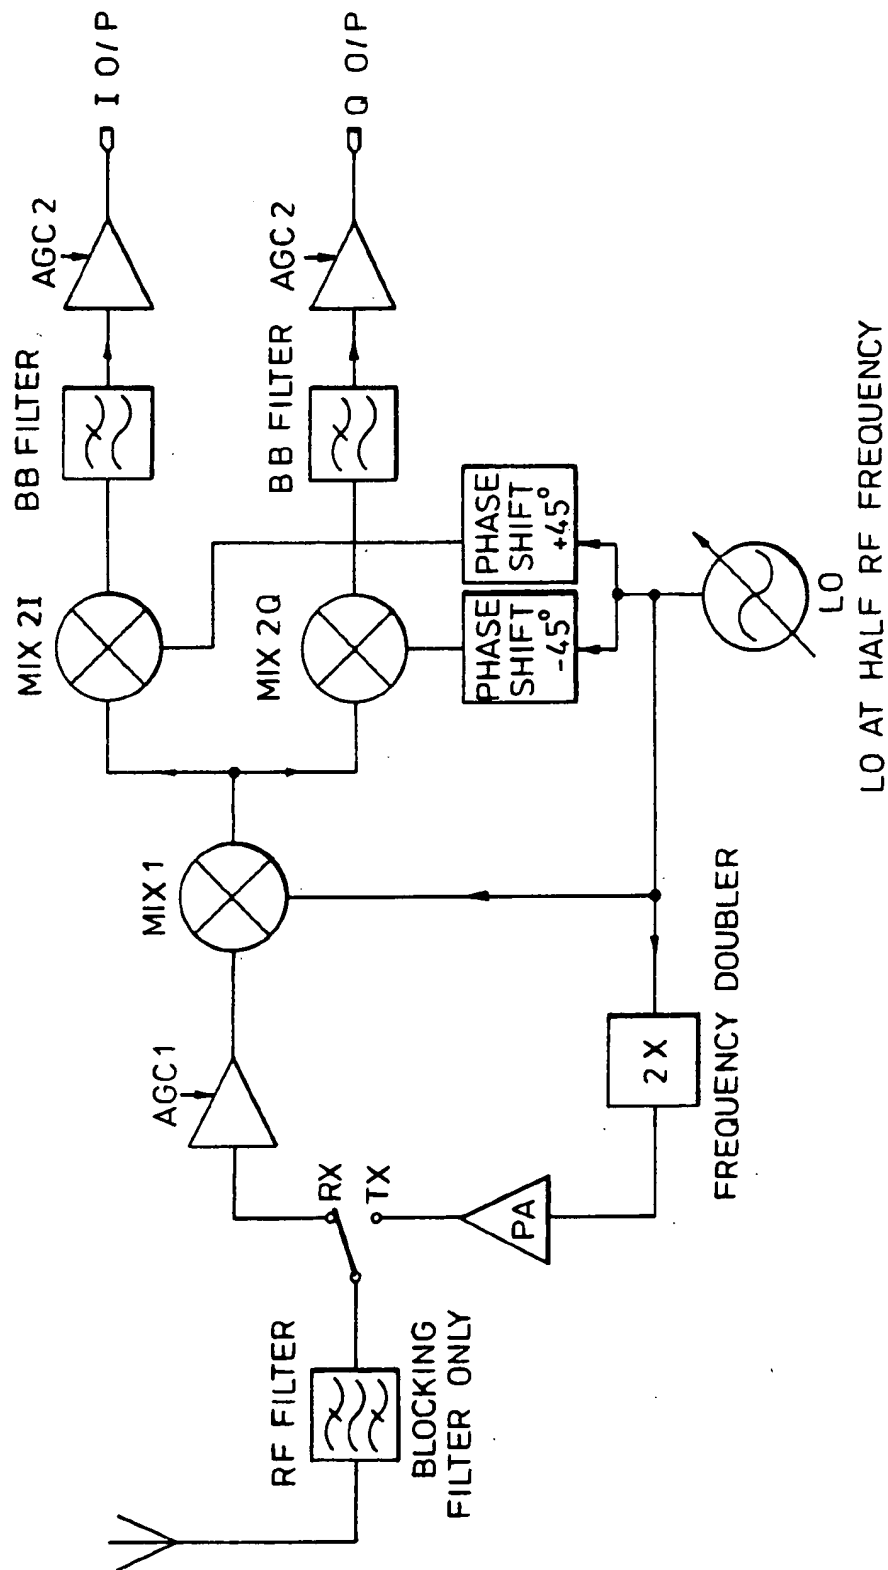 RF FILTER
BLOCKING
FILTER ONLY
RX
TX
AGC1
PA
MIX 1
2 X
FREQUENCY DOUBLER
MIX 2I
MIX 2Q
PHASE
SHIFT
-45°
PHASE
SHIFT
+45°
BB FILTER
BB FILTER
AGC 2
AGC 2
I O/P
Q O/P
LO
LO AT HALF RF FREQUENCY